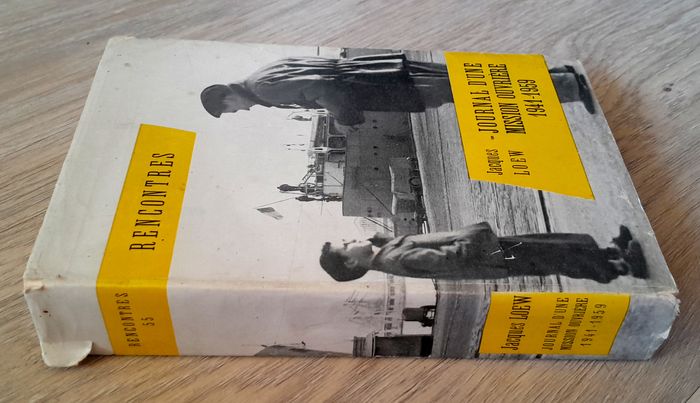 RENCONTRES
Jacques LOEW
JOURNAL D'UNE
MISSION OUVRIÈRE
1941-1959
RENCONTRES
55
Jacques LOEW
JOURNAL D'UNE
MISSION OUVRIÈRE
1941-1959